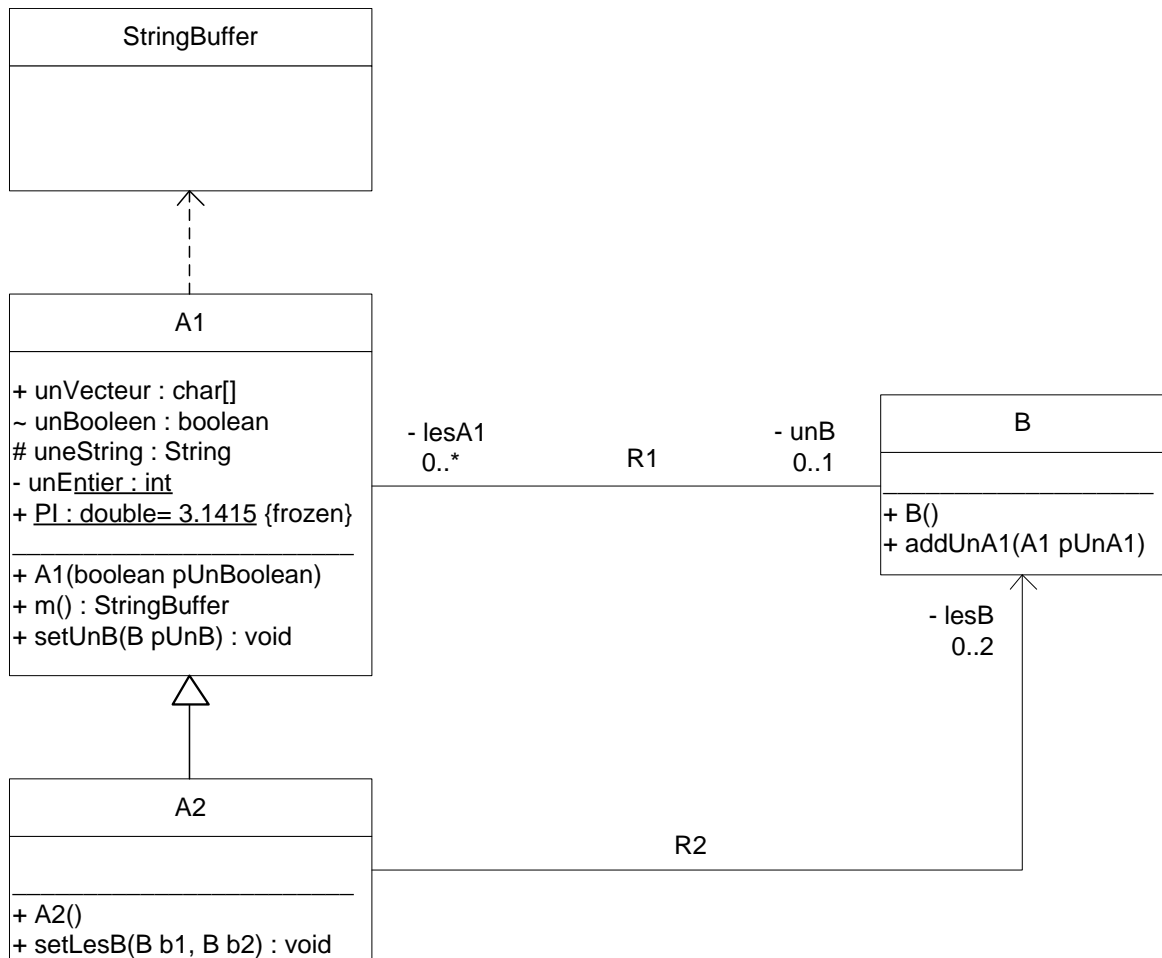 StringBuffer
A1
+ unVecteur : char[]
~ unBooleen : boolean
# uneString : String
- unEntier : int
+ PI : double= 3.1415 {frozen}
+ A1(boolean pUnBoolean)
+ m() : StringBuffer
+ setUnB(B pUnB) : void
- lesA1
0..*
R1
- unB
0..1
B
+ B()
+ addUnA1(A1 pUnA1)
- lesB
0..2
A2
+ A2()
+ setLesB(B b1, B b2) : void
R2